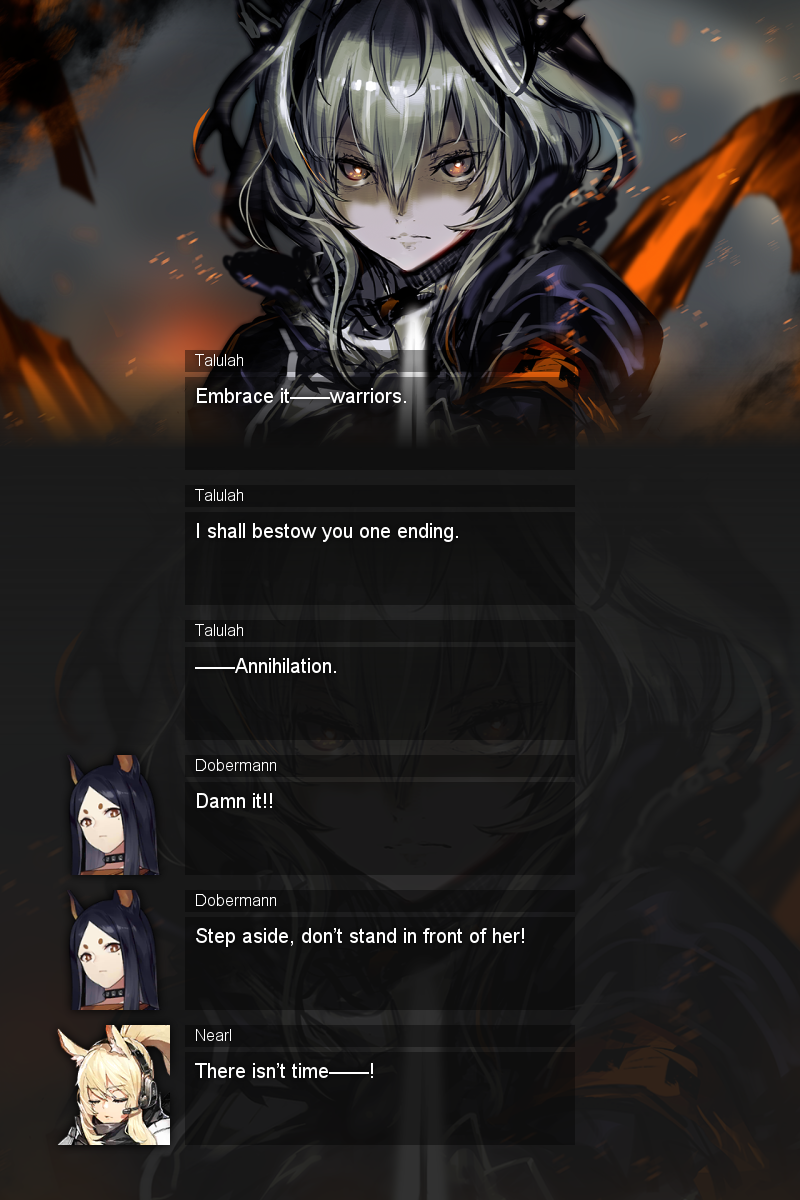 Talulah
Embrace it——warriors.
Talulah
I shall bestow you one ending.
Talulah
——Annihilation.
Dobermann
Damn it!!
Dobermann
Step aside, don’t stand in front of her!
Nearl
There isn’t time——!